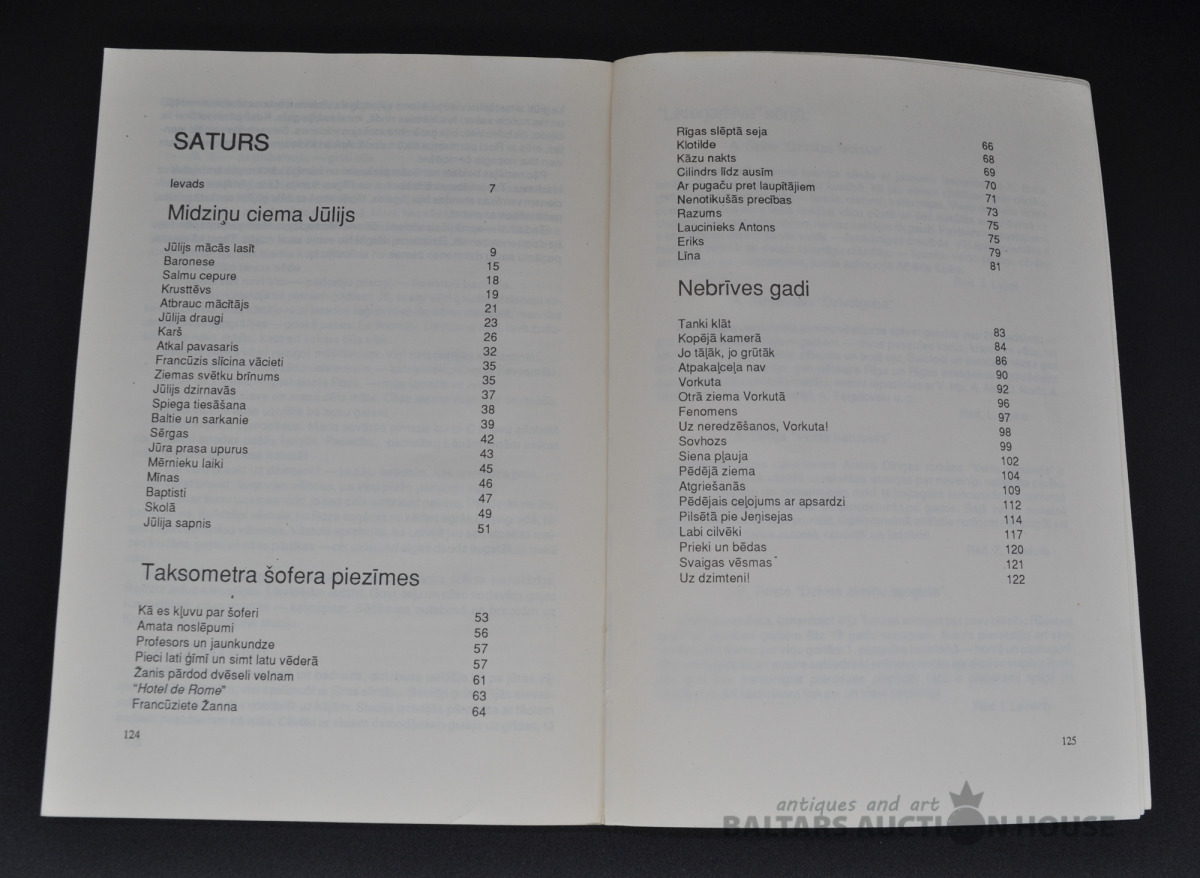 SATURS
Ievads 7
Midziņu ciema Jūlijs
Jūlijs mācās lasīt 9
Baronese 15
Salmu cepure 18
Krusttēvs 19
Atbrauc mācītājs 21
Jūlija draugi 23
Karš 26
Atkal pavasaris 32
Francūzis slīcina vācieti 35
Ziemas svētku brīnums 35
Jūlijs dzirnavās 37
Spiega tiesāšana 38
Baltie un sarkanie 39
Sērgas 42
Jūra prasa upurus 43
Mērnieku laiki 45
Mīnas 46
Baptisti 47
Skolā 49
Jūlija sapnis 51
Taksometra šofera piezīmes
Kā es kļuvu par šoferi 53
Amata noslēpumi 56
Profesors un jaunkundze 57
Pieci lati ģīmī un simt latu vēderā 57
Žanis pārdod dvēseli velnam 61
"Hotel de Rome" 63
Francūziete Žanna 64
124
Rīgas slēptā seja 66
Klotilde 68
Kāzu nakts 69
Cilindrs līdz ausīm 70
Ar pugaču pret laupītājiem 71
Nenotikušās precības 73
Razums 75
Laucinieks Antons 75
Eriks 79
Līna 81
Nebrīves gadi
Tanki klāt 83
Kopējā kamerā 84
Jo tāļāk, jo grūtāk 86
Atpakaļceļa nav 90
Vorkuta 92
Otrā ziema Vorkutā 96
Fenomens 97
Uz neredzēšanos, Vorkuta! 98
Sovhozs 99
Siena pļauja 102
Pēdējā ziema 104
Atgriešanās 109
Pēdējais ceļojums ar apsardzi 112
Pilsētā pie Jeņisejas 114
Labi cilvēki 117
Prieki un bēdas 120
Svaigas vēsmas 121
Uz dzimteni! 122
125
antiques and art
BALTARS AUCTION HOUSE